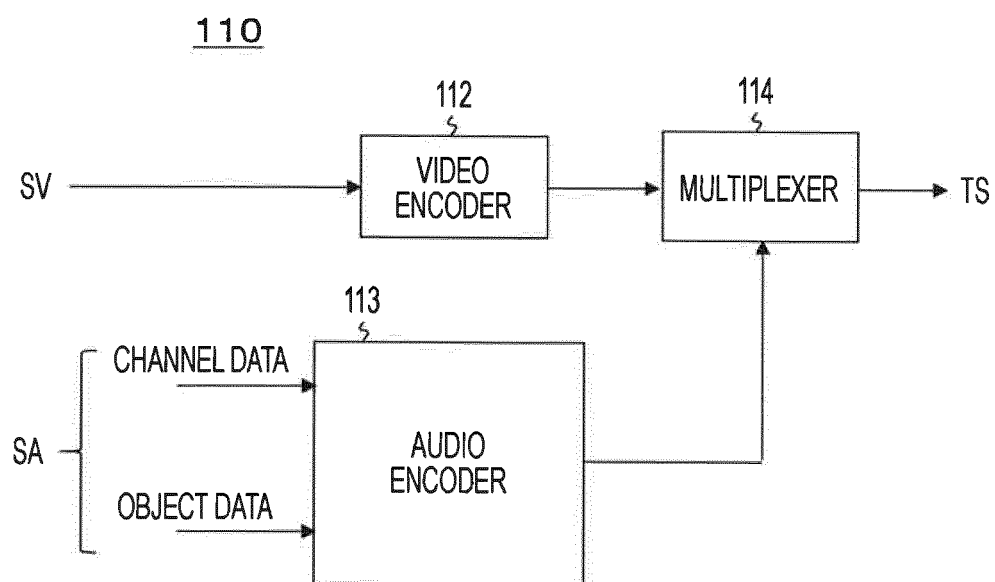 110
112
114
SV
VIDEO
ENCODER
MULTIPLEXER
TS
113
CHANNEL DATA
SA
AUDIO
ENCODER
OBJECT DATA